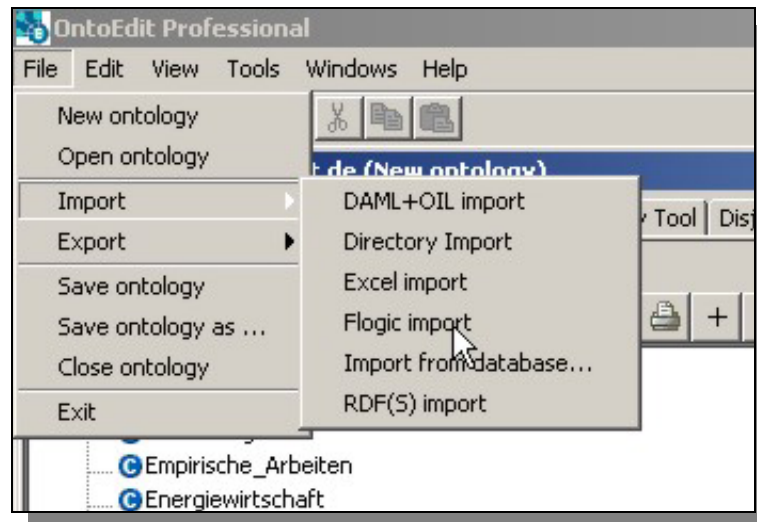 OntoEdit Professional
File Edit View Tools Windows Help
New ontology
Open ontology
t.de (New ontology)
Import
DAML+OIL import
Tool Disj
Export
Directory Import
Save ontology
Excel import
Save ontology as ...
Flogic import
Close ontology
Import from database...
Exit
RDF(S) import
Empirische_Arbeiten
Energiewirtschaft